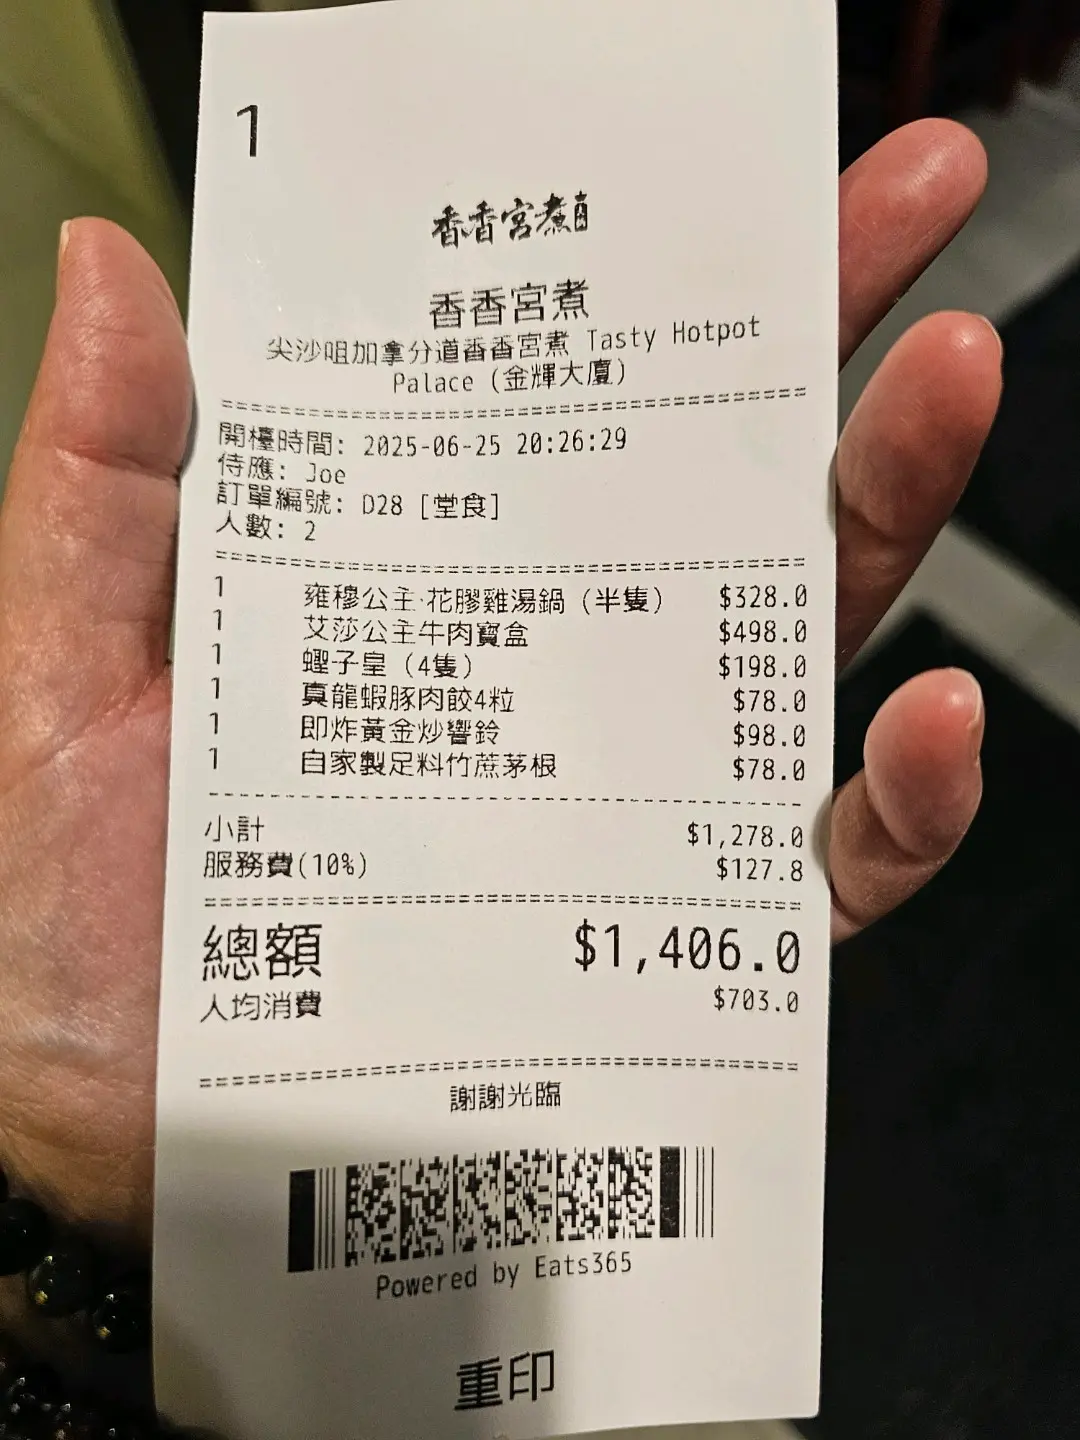 1
香香宮煮
香香宮煮
尖沙咀加拿分道香香宮煮 Tasty Hotpot
Palace (金輝大廈)
開檯時間: 2025-06-25 20:26:29
侍應: Joe
訂單編號: D28 [堂食]
人數: 2
1 雍穆公主·花膠雞湯鍋 (半隻) $328.0
1 艾莎公主牛肉寶盒 $498.0
1 蟶子皇 (4隻) $198.0
1 真龍蝦豚肉餃4粒 $78.0
1 即炸黃金炒響鈴 $98.0
1 自家製足料竹蔗茅根 $78.0
小計 $1,278.0
服務費(10%) $127.8
總額 $1,406.0
人均消費 $703.0
謝謝光臨
Powered by Eats365
重印